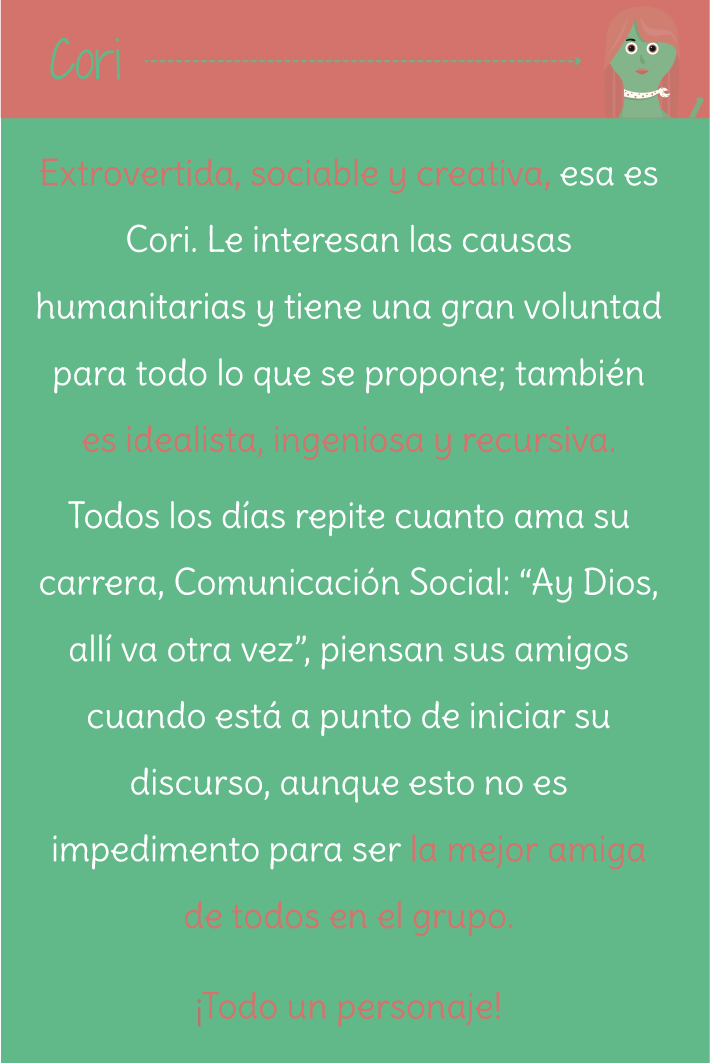 Cori
Extrovertida, sociable y creativa, esa es
Cori. Le interesan las causas
humanitarias y tiene una gran voluntad
para todo lo que se propone; también
es idealista, ingeniosa y recursiva.
Todos los días repite cuanto ama su
carrera, Comunicación Social: “Ay Dios,
allí va otra vez”, piensan sus amigos
cuando está a punto de iniciar su
discurso, aunque esto no es
impedimento para ser la mejor amiga
de todos en el grupo.
¡Todo un personaje!